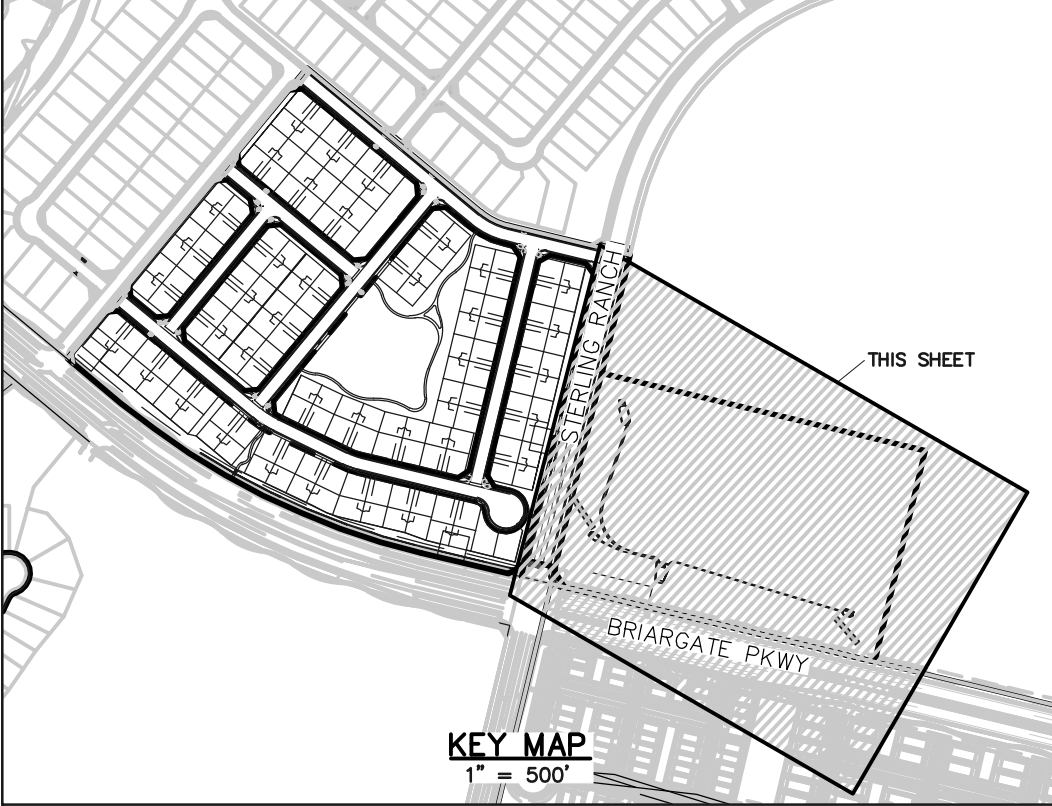 STERLING RANCH
THIS SHEET
BRIARGATE PKWY
KEY MAP
1" = 500'